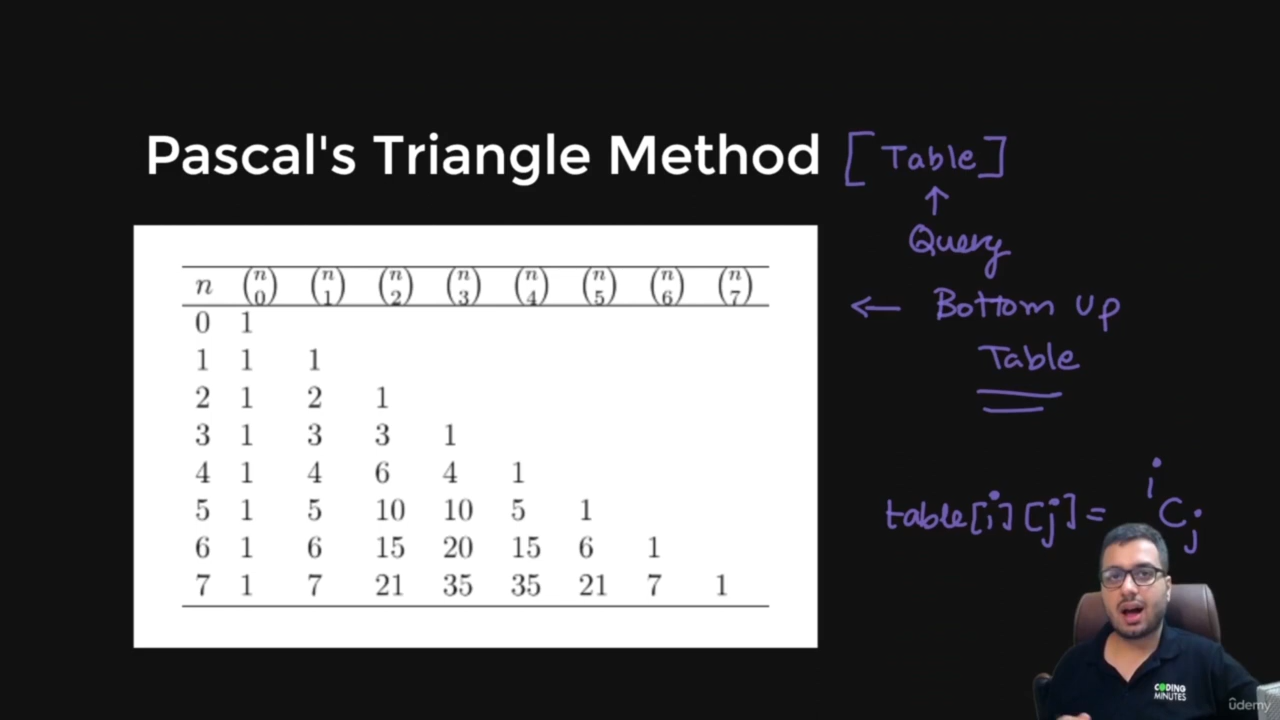 Pascal's Triangle Method [Table]
↑
Query
← Bottom up
Table
n (n 0) (n 1) (n 2) (n 3) (n 4) (n 5) (n 6) (n 7)
0 1
1 1 1
2 1 2 1
3 1 3 3 1
4 1 4 6 4 1
5 1 5 10 10 5 1
6 1 6 15 20 15 6 1
7 1 7 21 35 35 21 7 1
table[i][j] = iCj
CODING
MINUTES
ûdemy